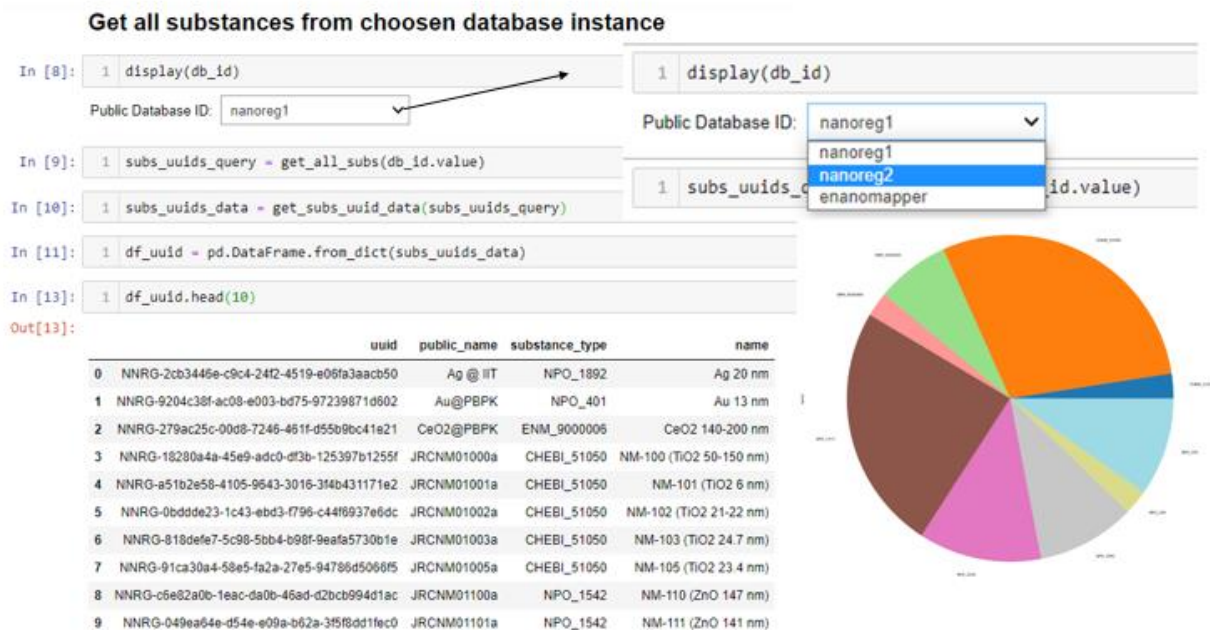 Get all substances from choosen database instance
In [8]: 1 display(db_id)
Public Database ID: nanoreg1
In [9]: 1 subs_uuids_query = get_all_subs(db_id.value)
In [10]: 1 subs_uuids_data = get_subs_uuid_data(subs_uuids_query)
In [11]: 1 df_uuid = pd.DataFrame.from_dict(subs_uuids_data)
In [13]: 1 df_uuid.head(10)
Out[13]:
uuid public_name substance_type name
0 NNRG-2cb3446e-c9c4-24f2-4519-e06fa3aacb50 Ag @ IIT NPO_1892 Ag 20 nm
1 NNRG-9204c38f-ac08-e003-bd75-97239871d602 Au@PBPK NPO_401 Au 13 nm
2 NNRG-279ac25c-00d8-7246-461f-d55b9bc41e21 CeO2@PBPK ENM_9000006 CeO2 140-200 nm
3 NNRG-18280a4a-45e9-adc0-df3b-125397b1255f JRCNM01000a CHEBI_51050 NM-100 (TiO2 50-150 nm)
4 NNRG-a51b2e58-4105-9643-3016-3f4b431171e2 JRCNM01001a CHEBI_51050 NM-101 (TiO2 6 nm)
5 NNRG-0bddde23-1c43-ebd3-f796-c44f6937e6dc JRCNM01002a CHEBI_51050 NM-102 (TiO2 21-22 nm)
6 NNRG-818defe7-5c98-5bb4-b98f-9eafa5730b1e JRCNM01003a CHEBI_51050 NM-103 (TiO2 24.7 nm)
7 NNRG-91ca30a4-58e5-fa2a-27e5-94786d5066f5 JRCNM01005a CHEBI_51050 NM-105 (TiO2 23.4 nm)
8 NNRG-c6e82a0b-1eac-da0b-46ad-d2bcb994d1ac JRCNM01100a NPO_1542 NM-110 (ZnO 147 nm)
9 NNRG-049ea64e-d54e-e09a-b62a-3f5f8dd1fec0 JRCNM01101a NPO_1542 NM-111 (ZnO 141 nm)
1 display(db_id)
Public Database ID: nanoreg1
nanoreg1
nanoreg2
enanomapper
1 subs_uuids_q id.value)